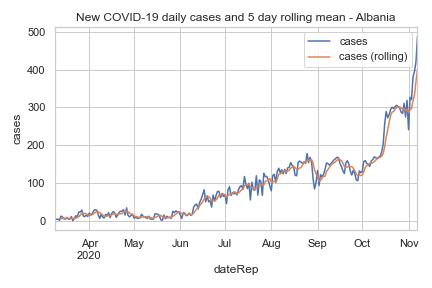 New COVID-19 daily cases and 5 day rolling mean - Albania
cases
cases (rolling)
500
400
300
200
100
0
cases
Apr
2020
May
Jun
Jul
Aug
Sep
Oct
Nov
dateRep